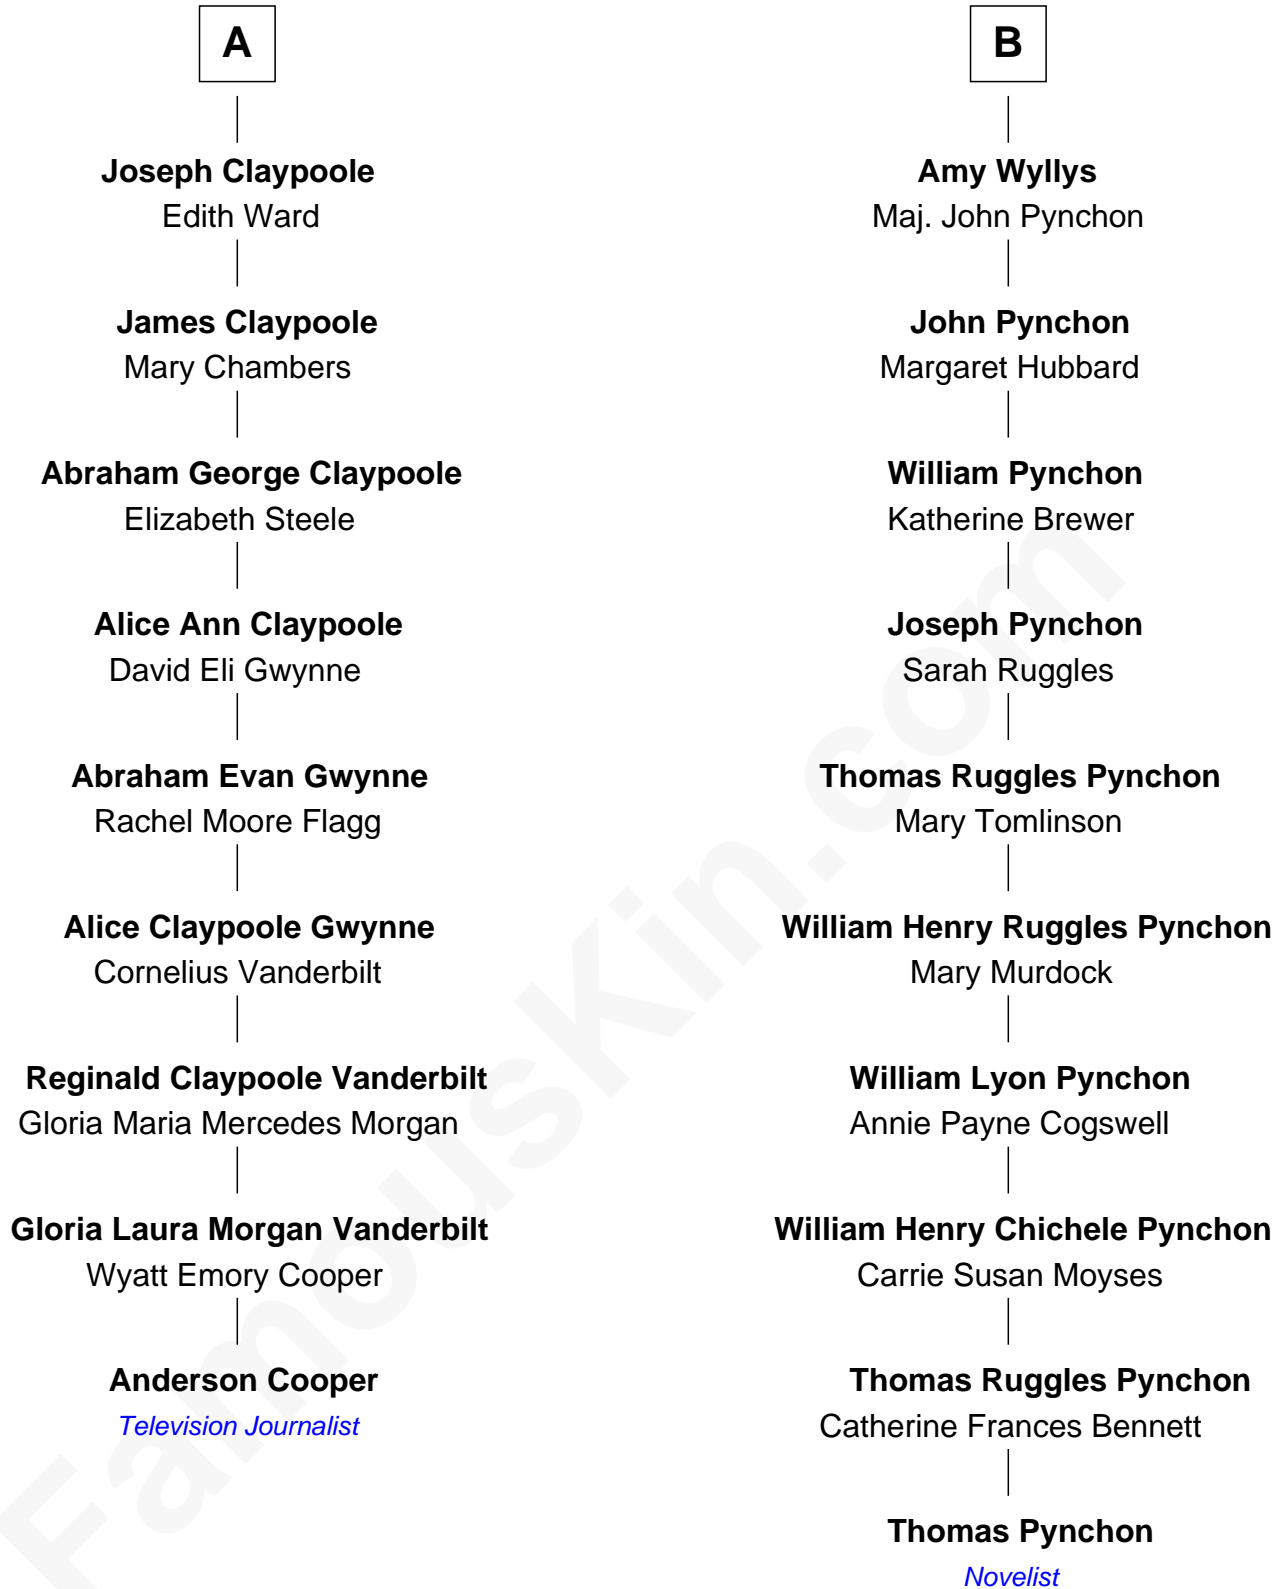 A
Joseph Claypoole
Edith Ward
James Claypoole
Mary Chambers
Abraham George Claypoole
Elizabeth Steele
Alice Ann Claypoole
David Eli Gwynne
Abraham Evan Gwynne
Rachel Moore Flagg
Alice Claypoole Gwynne
Cornelius Vanderbilt
Reginald Claypoole Vanderbilt
Gloria Maria Mercedes Morgan
Gloria Laura Morgan Vanderbilt
Wyatt Emory Cooper
Anderson Cooper
Television Journalist
B
Amy Wyllys
Maj. John Pynchon
John Pynchon
Margaret Hubbard
William Pynchon
Katherine Brewer
Joseph Pynchon
Sarah Ruggles
Thomas Ruggles Pynchon
Mary Tomlinson
William Henry Ruggles Pynchon
Mary Murdock
William Lyon Pynchon
Annie Payne Cogswell
William Henry Chichele Pynchon
Carrie Susan Moyses
Thomas Ruggles Pynchon
Catherine Frances Bennett
Thomas Pynchon
Novelist
FamousKin.com